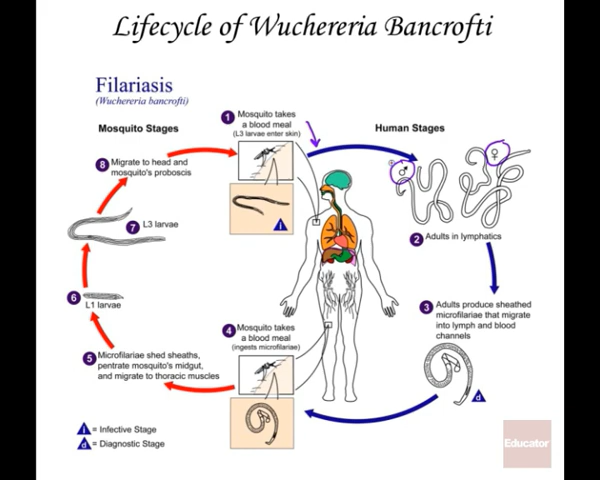 Lifecycle of Wuchereria Bancrofti
Filariasis
(Wuchereria bancrofti)
Mosquito Stages
Human Stages
1 Mosquito takes
a blood meal
(L3 larvae enter skin)
i
♂
♀
2 Adults in lymphatics
3 Adults produce sheathed
microfilariae that migrate
into lymph and blood
channels
d
4 Mosquito takes
a blood meal
(ingests microfilariae)
5 Microfilariae shed sheaths,
pentrate mosquito's midgut,
and migrate to thoracic muscles
6
L1 larvae
7 L3 larvae
8 Migrate to head and
mosquito's proboscis
i = Infective Stage
d = Diagnostic Stage
Educator